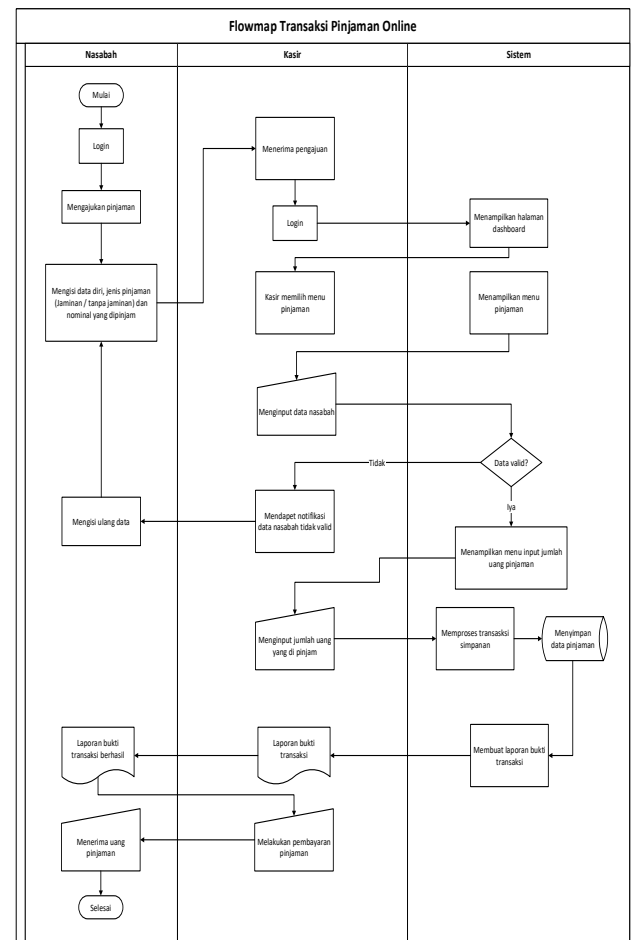 Flowmap Transaksi Pinjaman Online
Nasabah
Kasir
Sistem
Mulai
Login
Menerima pengajuan
Mengajukan pinjaman
Login
Menampilkan halaman
dashboard
Mengisi data diri, jenis pinjaman
(Jaminan / tanpa jaminan) dan
nominal yang dipinjam
Kasir memilih menu
pinjaman
Menampilkan menu
pinjaman
Menginput data nasabah
Data valid?
Tidak
Iya
Mengisi ulang data
Mendapet notifikasi
data nasabah tidak valid
Menampilkan menu input jumlah
uang pinjaman
Menginput jumlah uang
yang di pinjam
Memproses transasksi
simpanan
Menyimpan
data pinjaman
Laporan bukti
transaksi berhasil
Laporan bukti
transaksi
Membuat laporan bukti
transaksi
Menerima uang
pinjaman
Melakukan pembayaran
pinjaman
Selesai